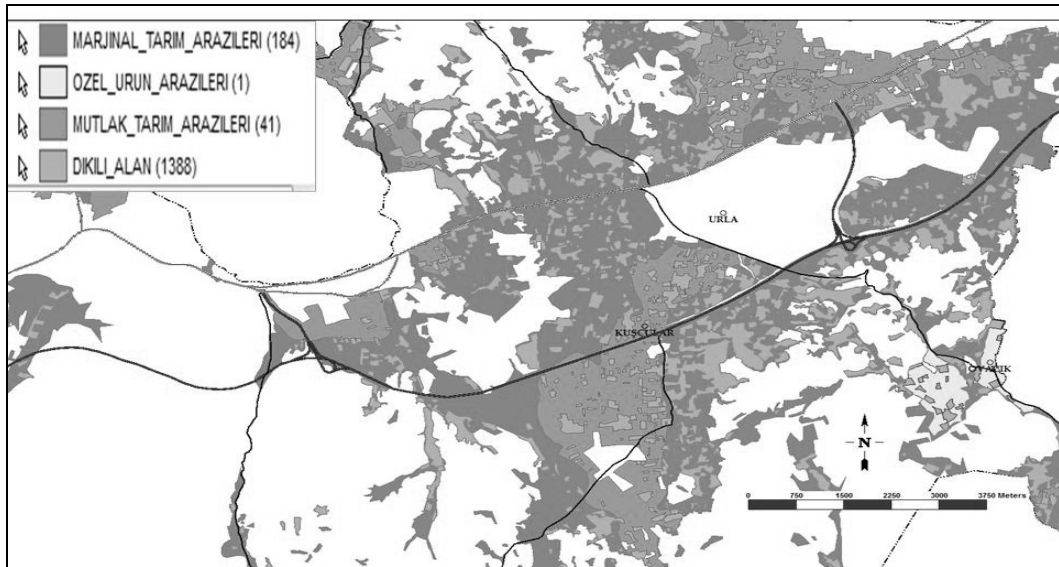 MARJINAL_TARIM_ARAZILERI (184)
OZEL_URUN_ARAZILERI (1)
MUTLAK_TARIM_ARAZILERI (41)
DIKILI_ALAN (1388)
URLA
KUŞÇULAR
N
0 750 1500 2250 3000 3750 Meters